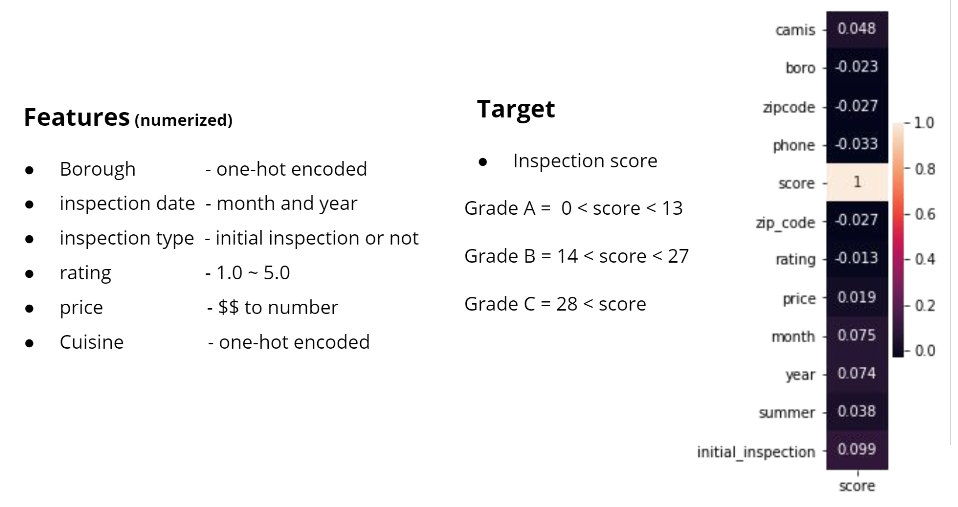 Features (numerized)
● Borough - one-hot encoded
● inspection date - month and year
● inspection type - initial inspection or not
● rating - 1.0 ~ 5.0
● price - $$ to number
● Cuisine - one-hot encoded
Target
● Inspection score
Grade A = 0 < score < 13
Grade B = 14 < score < 27
Grade C = 28 < score
camis 0.048
boro -0.023
zipcode -0.027
phone -0.033
score 1
zip_code -0.027
rating -0.013
price 0.019
month 0.075
year 0.074
summer 0.038
initial_inspection 0.099
score
1.0
0.8
0.6
0.4
0.2
0.0